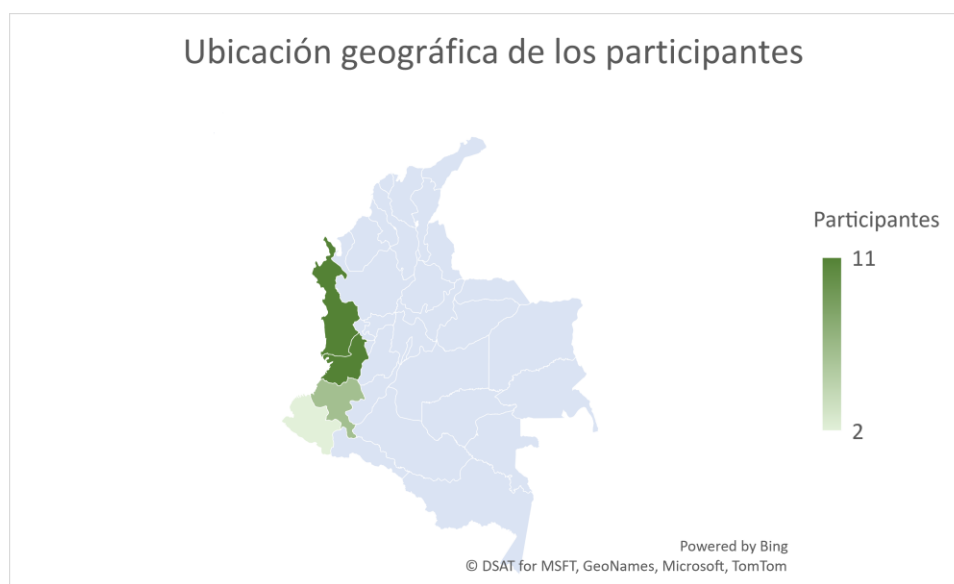 Ubicación geográfica de los participantes
Participantes
11
2
Powered by Bing
© DSAT for MSFT, GeoNames, Microsoft, TomTom